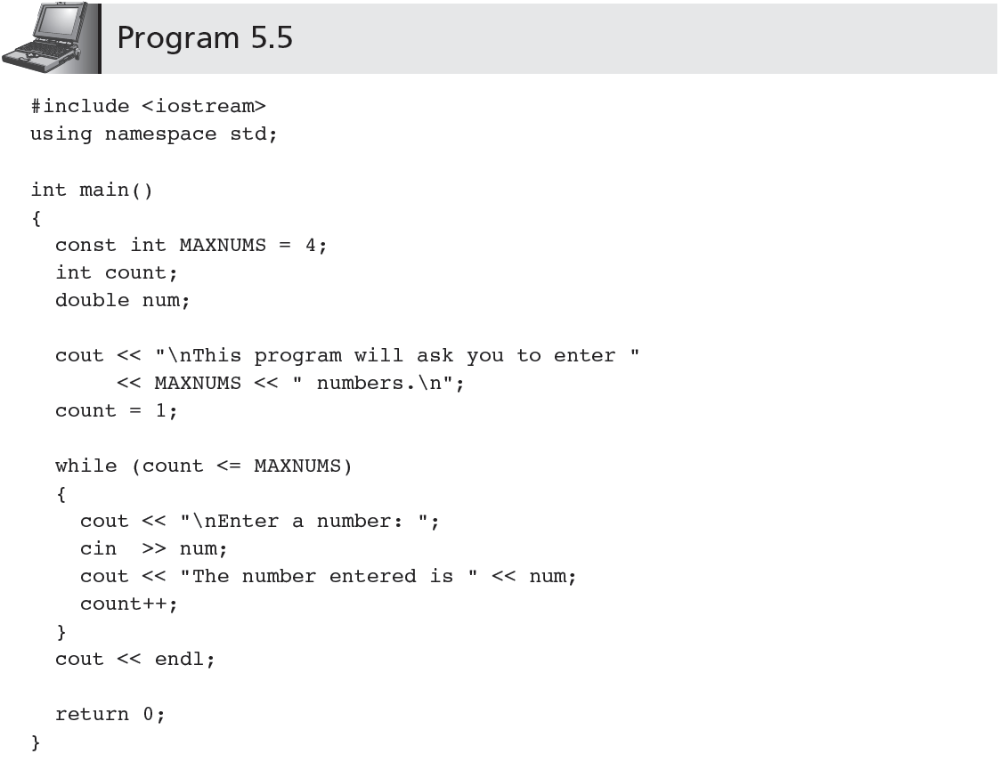 Program 5.5
#include <iostream>
using namespace std;
int main()
{
const int MAXNUMS = 4;
int count;
double num;
cout << "\nThis program will ask you to enter "
<< MAXNUMS << " numbers.\n";
count = 1;
while (count <= MAXNUMS)
{
cout << "\nEnter a number: ";
cin  >> num;
cout << "The number entered is " << num;
count++;
}
cout << endl;
return 0;
}